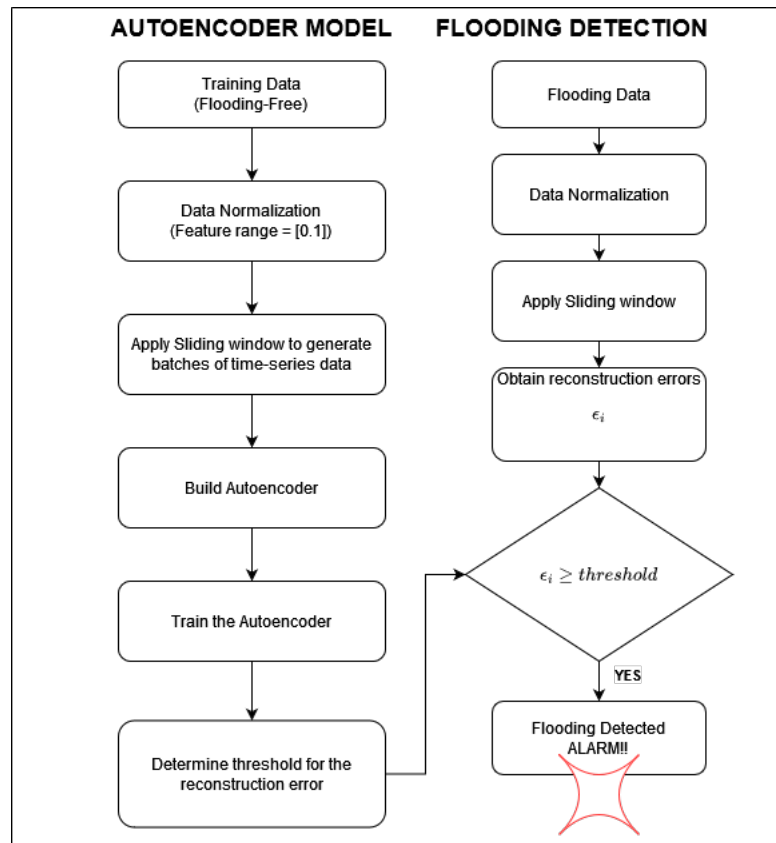 AUTOENCODER MODEL
Training Data
(Flooding-Free)
Data Normalization
(Feature range = [0.1])
Apply Sliding window to generate
batches of time-series data
Build Autoencoder
Train the Autoencoder
Determine threshold for the
reconstruction error
FLOODING DETECTION
Flooding Data
Data Normalization
Apply Sliding window
Obtain reconstruction errors
ϵᵢ
ϵᵢ ≥ threshold
YES
Flooding Detected
ALARM!!